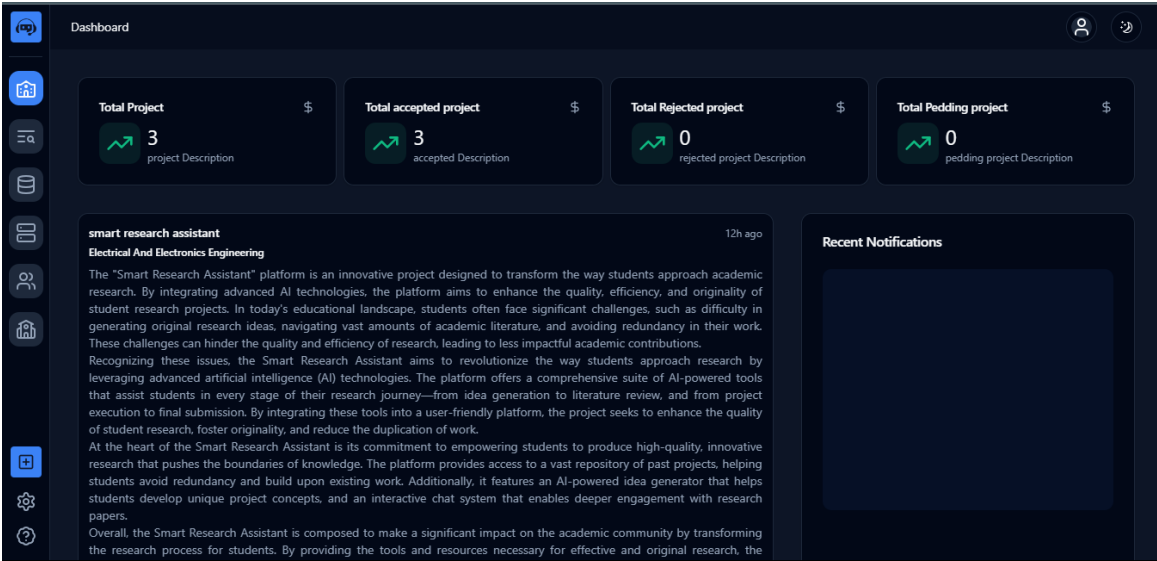 Dashboard
Total Project $
3
project Description
Total accepted project $
3
accepted Description
Total Rejected project $
0
rejected project Description
Total Pedding project $
0
pedding project Description
smart research assistant 12h ago
Electrical And Electronics Engineering
The "Smart Research Assistant" platform is an innovative project designed to transform the way students approach academic
research. By integrating advanced AI technologies, the platform aims to enhance the quality, efficiency, and originality of
student research projects. In today's educational landscape, students often face significant challenges, such as difficulty in
generating original research ideas, navigating vast amounts of academic literature, and avoiding redundancy in their work.
These challenges can hinder the quality and efficiency of research, leading to less impactful academic contributions.
Recognizing these issues, the Smart Research Assistant aims to revolutionize the way students approach research by
leveraging advanced artificial intelligence (AI) technologies. The platform offers a comprehensive suite of AI-powered tools
that assist students in every stage of their research journey—from idea generation to literature review, and from project
execution to final submission. By integrating these tools into a user-friendly platform, the project seeks to enhance the quality
of student research, foster originality, and reduce the duplication of work.
At the heart of the Smart Research Assistant is its commitment to empowering students to produce high-quality, innovative
research that pushes the boundaries of knowledge. The platform provides access to a vast repository of past projects, helping
students avoid redundancy and build upon existing work. Additionally, it features an AI-powered idea generator that helps
students develop unique project concepts, and an interactive chat system that enables deeper engagement with research
papers.
Overall, the Smart Research Assistant is composed to make a significant impact on the academic community by transforming
the research process for students. By providing the tools and resources necessary for effective and original research, the
Recent Notifications